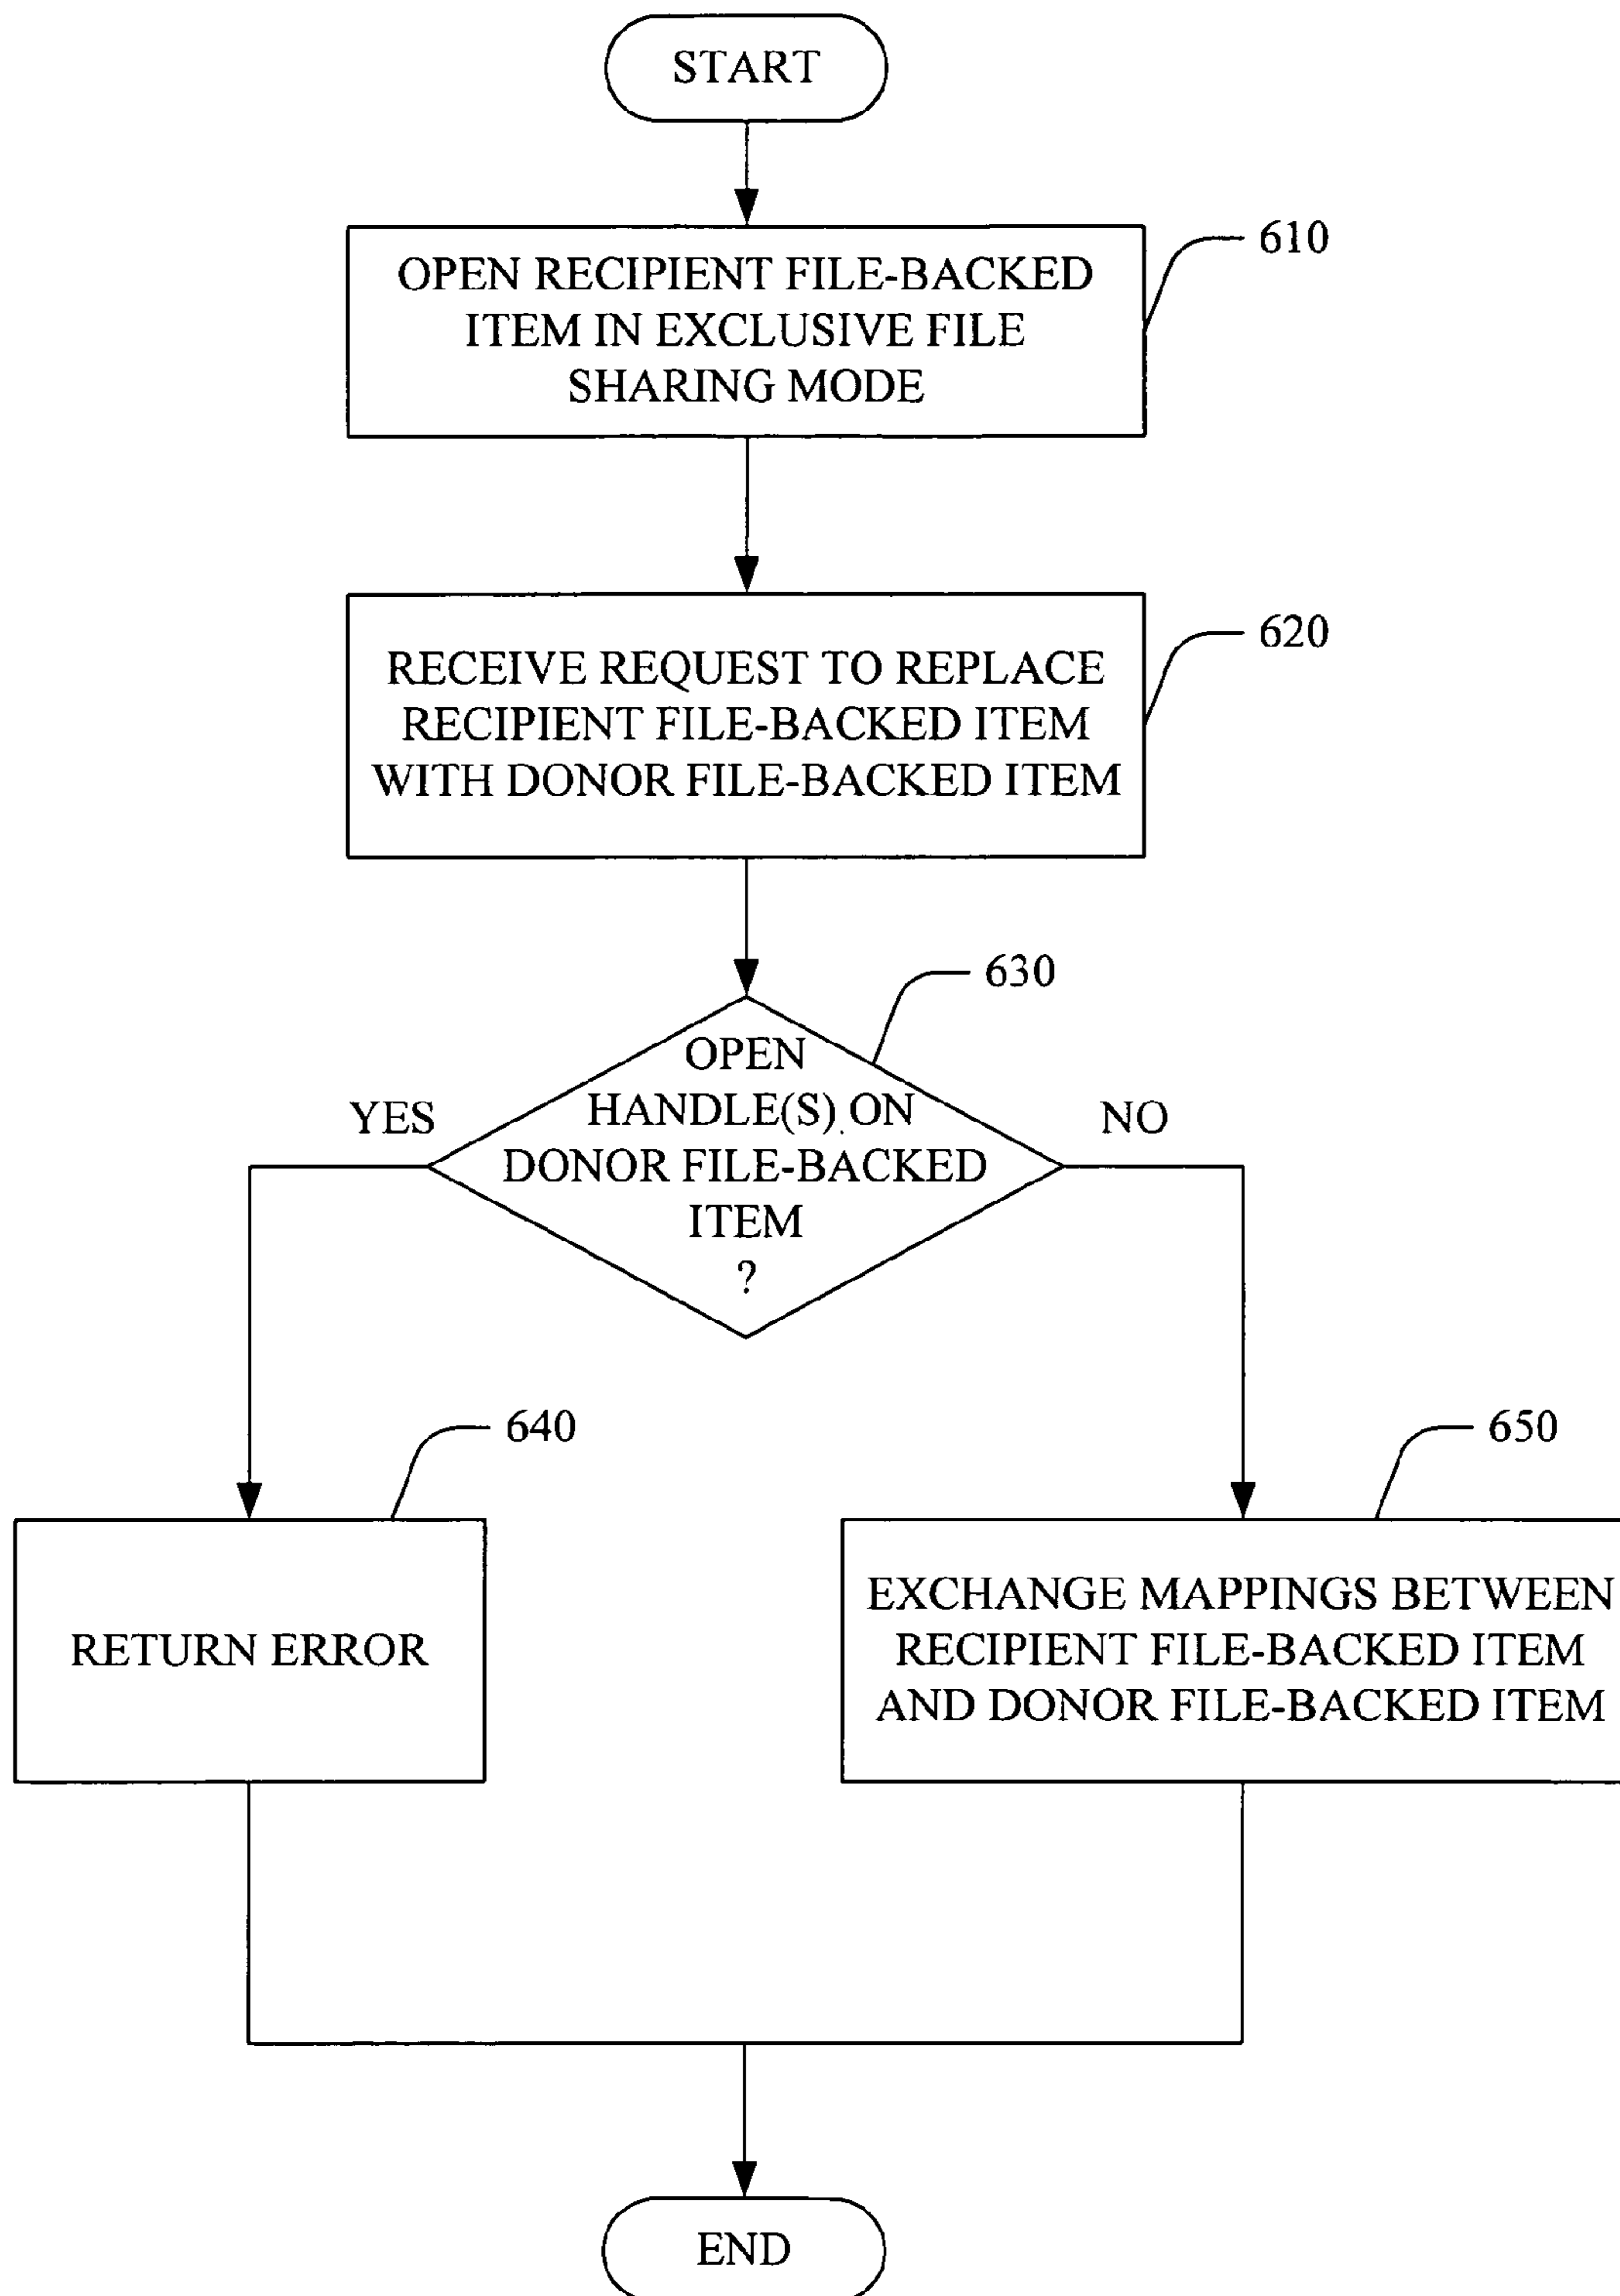 START
610
OPEN RECIPIENT FILE-BACKED
ITEM IN EXCLUSIVE FILE
SHARING MODE
620
RECEIVE REQUEST TO REPLACE
RECIPIENT FILE-BACKED ITEM
WITH DONOR FILE-BACKED ITEM
630
OPEN
HANDLE(S) ON
DONOR FILE-BACKED
ITEM
?
YES
NO
640
RETURN ERROR
650
EXCHANGE MAPPINGS BETWEEN
RECIPIENT FILE-BACKED ITEM
AND DONOR FILE-BACKED ITEM
END